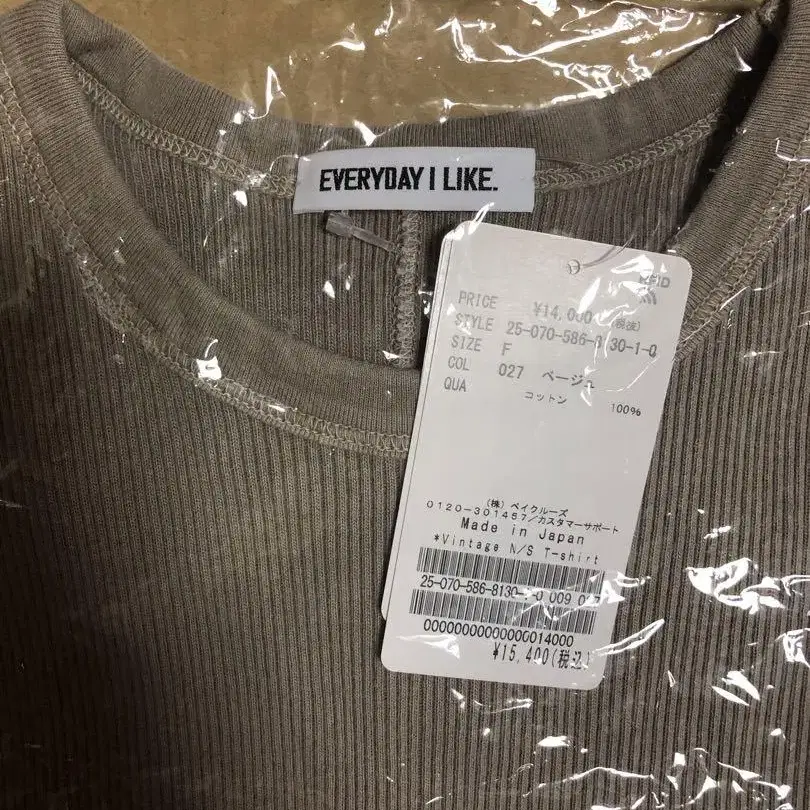 EVERYDAY I LIKE.
RFID
PRICE ¥14,000 (税抜)
STYLE 25-070-586-8130-1-0
SIZE F
COL 027 ベージュ
QUA コットン 100%
(株)ベイクルーズ
0120-301457/カスタマーサポート
Made in Japan
*Vintage N/S T-shirt
25-070-586-8130-1-0 009 027
00000000000000014000
¥15,400(税込)